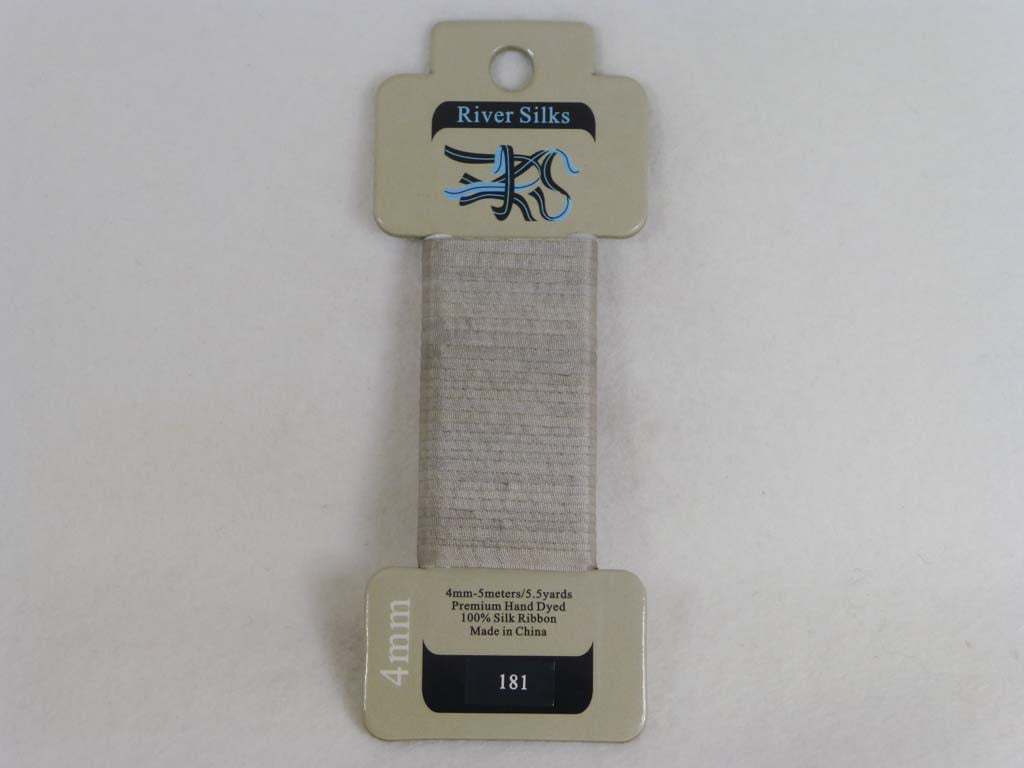 River Silks
4mm-5meters/5.5yards
Premium Hand Dyed
100% Silk Ribbon
Made in China
4mm
181